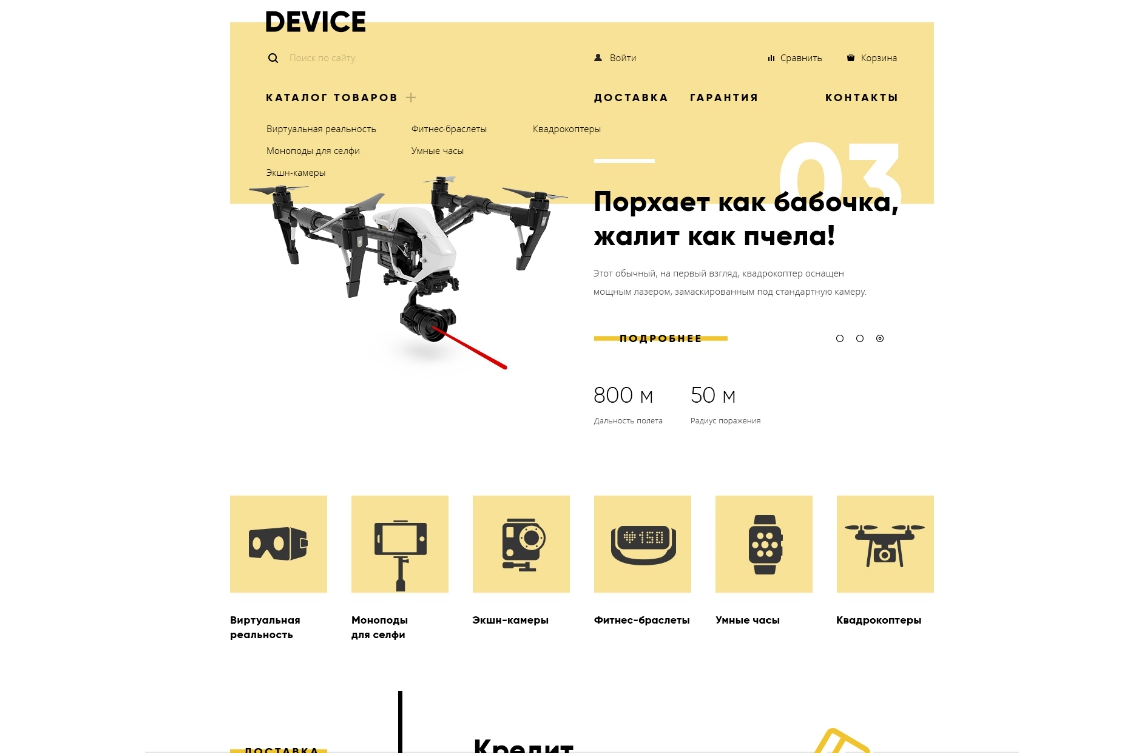 DEVICE
Поиск по сайту
Войти
Сравнить
Корзина
КАТАЛОГ ТОВАРОВ
ДОСТАВКА
ГАРАНТИЯ
КОНТАКТЫ
Виртуальная реальность
Фитнес-браслеты
Квадрокоптеры
Моноподы для селфи
Умные часы
Экшн-камеры
03
Порхает как бабочка,
жалит как пчела!
Этот обычный, на первый взгляд, квадрокоптер оснащен
мощным лазером, замаскированным под стандартную камеру.
ПОДРОБНЕЕ
800 м
50 м
Дальность полета
Радиус поражения
150
Виртуальная
реальность
Моноподы
для селфи
Экшн-камеры
Фитнес-браслеты
Умные часы
Квадрокоптеры
ДОСТАВКА
Кредит